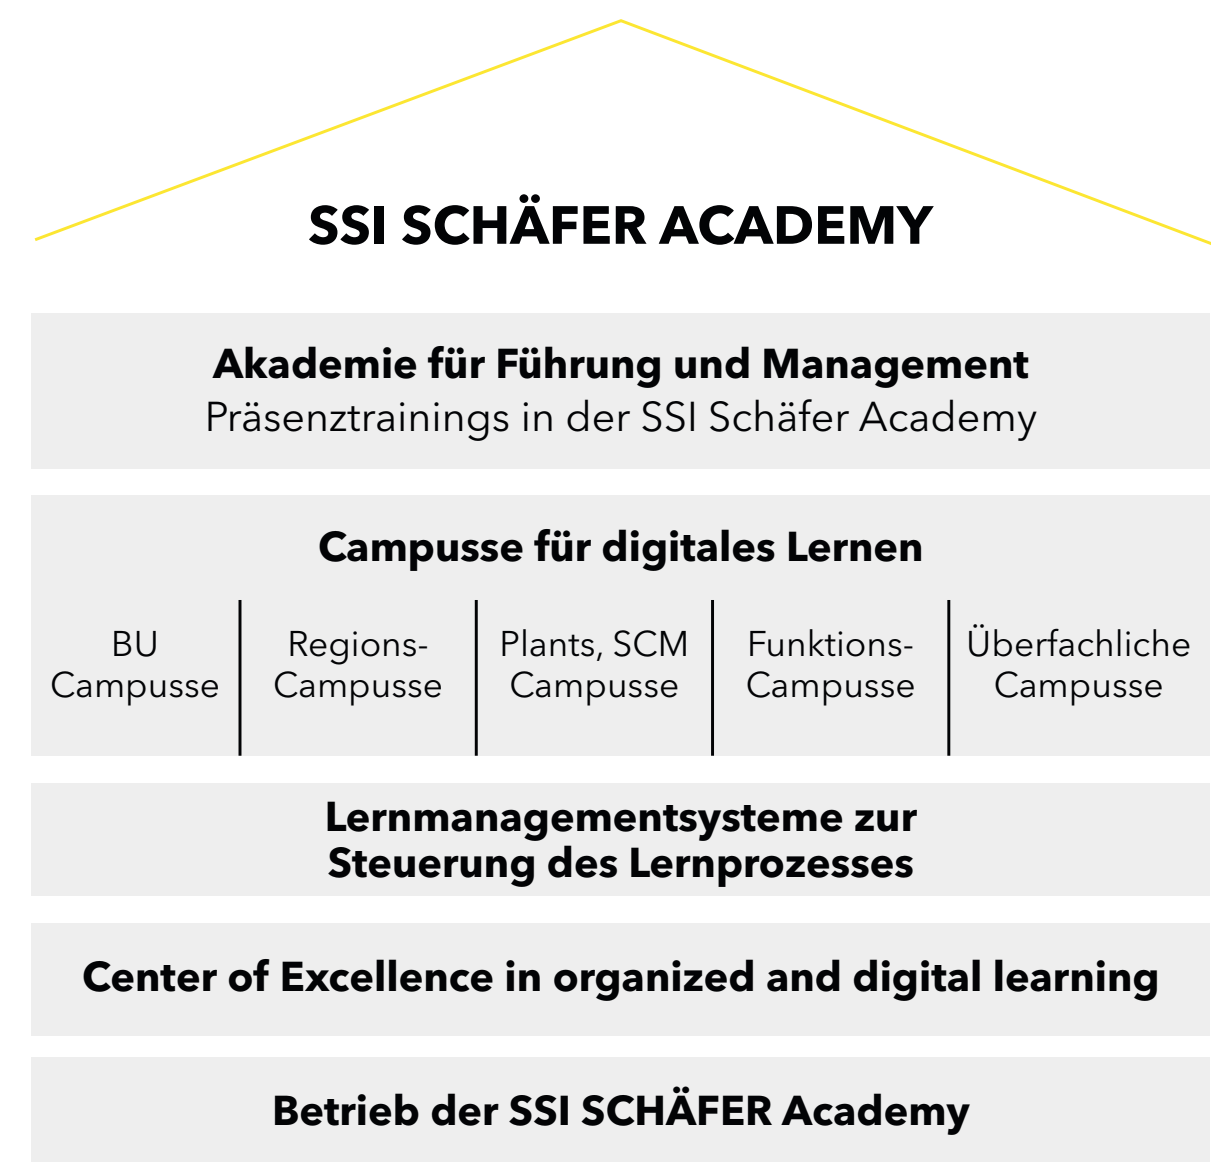 SSI SCHÄFER ACADEMY
Akademie für Führung und Management
Präsenztrainings in der SSI Schäfer Academy
Campusse für digitales Lernen
BU
Campusse
Regions-
Campusse
Plants, SCM
Campusse
Funktions-
Campusse
Überfachliche
Campusse
Lernmanagementsysteme zur
Steuerung des Lernprozesses
Center of Excellence in organized and digital learning
Betrieb der SSI SCHÄFER Academy